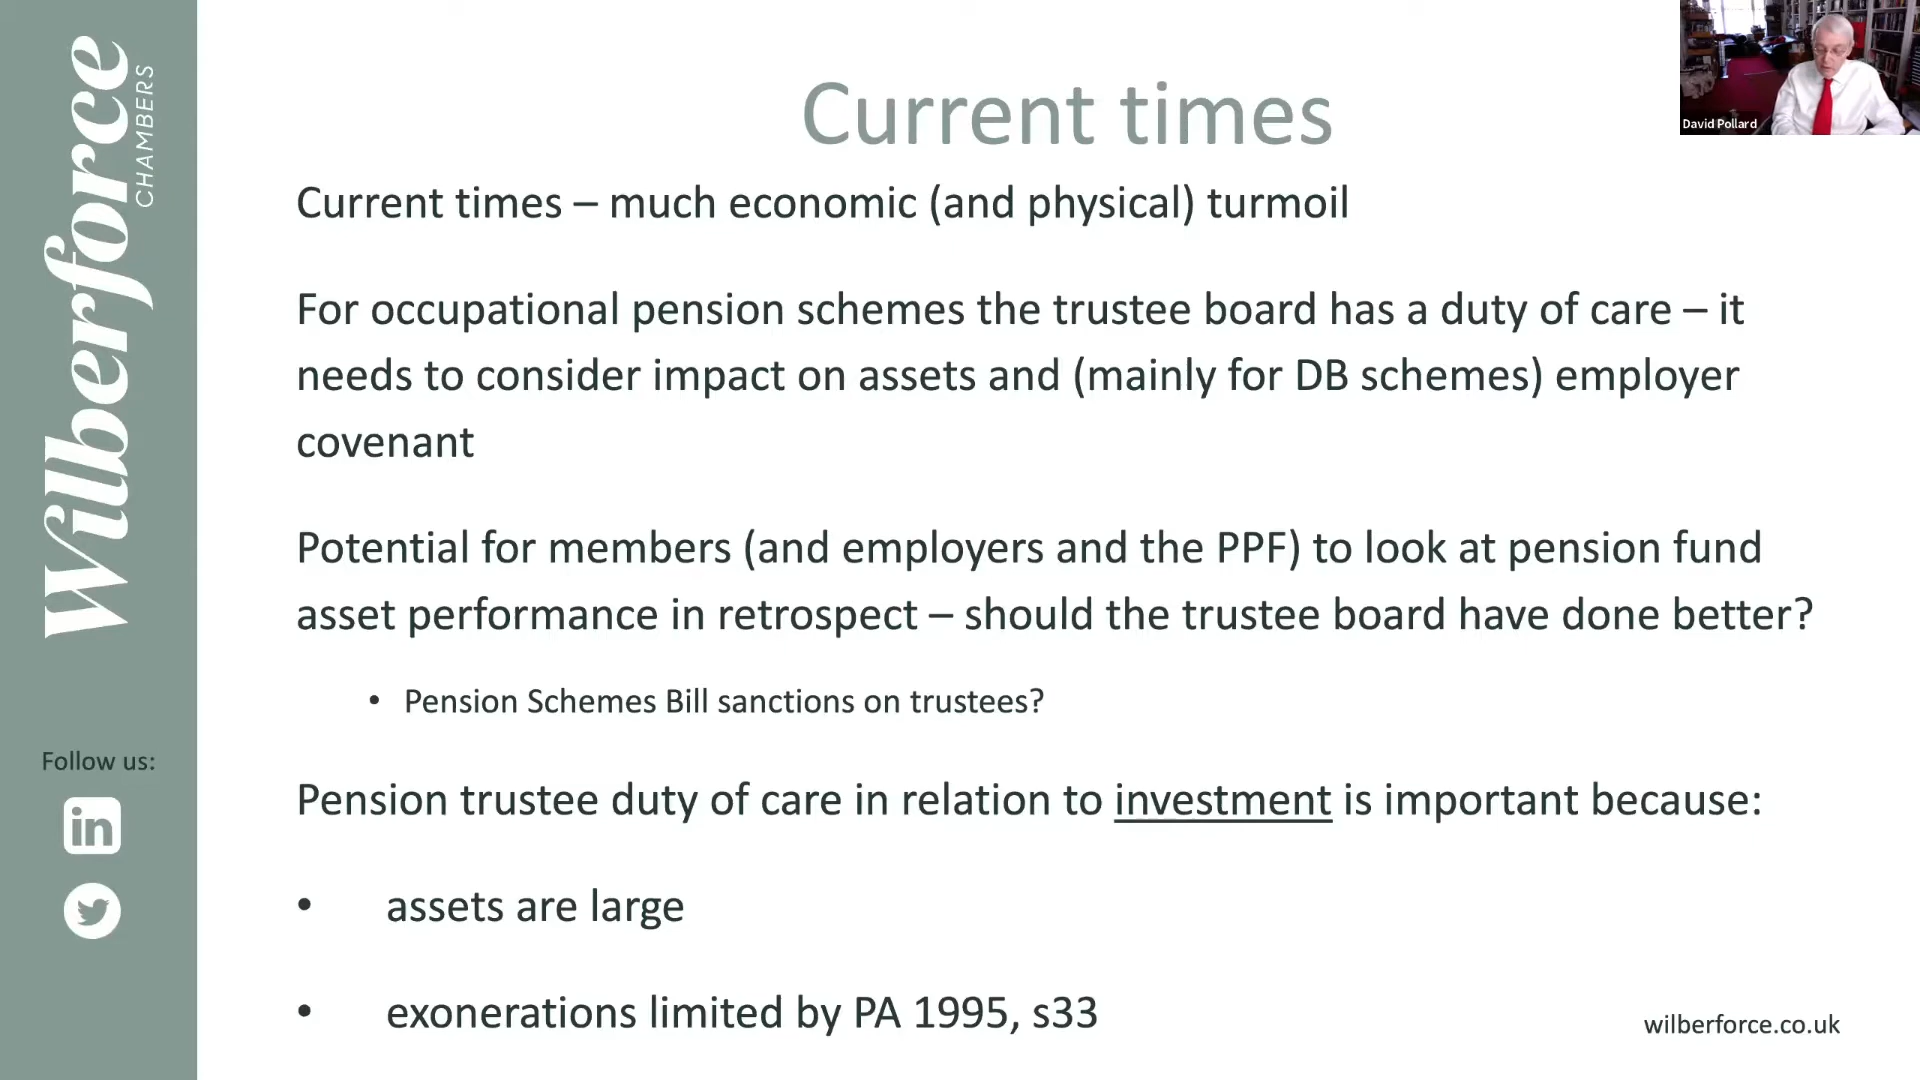 Wilberforce
CHAMBERS
Follow us:
in
Current times
Current times – much economic (and physical) turmoil
For occupational pension schemes the trustee board has a duty of care – it
needs to consider impact on assets and (mainly for DB schemes) employer
covenant
Potential for members (and employers and the PPF) to look at pension fund
asset performance in retrospect – should the trustee board have done better?
• Pension Schemes Bill sanctions on trustees?
Pension trustee duty of care in relation to investment is important because:
• assets are large
• exonerations limited by PA 1995, s33
wilberforce.co.uk
David Pollard